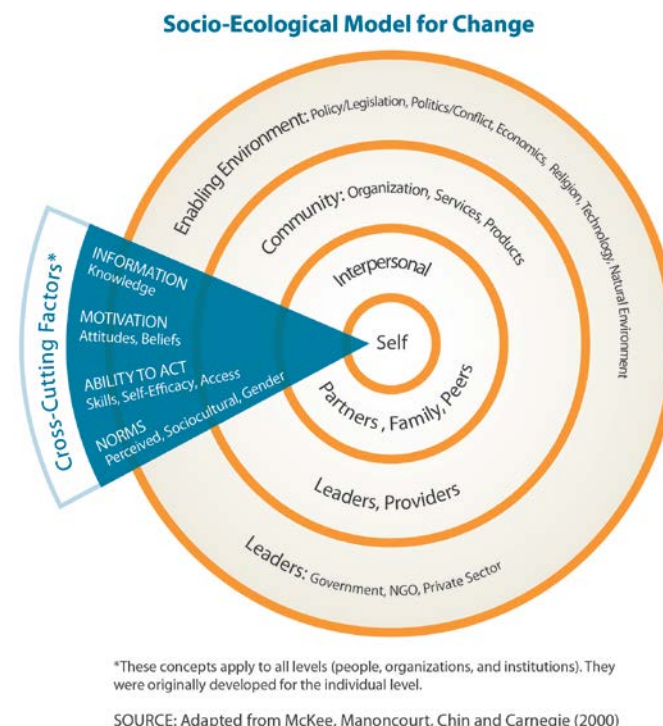 Socio-Ecological Model for Change
Enabling Environment: Policy/Legislation, Politics/Conflict, Economics, Religion, Technology, Natural Environment
Community: Organization, Services, Products
Interpersonal
Self
Partners, Family, Peers
Leaders, Providers
Leaders: Government, NGO, Private Sector
Cross-Cutting Factors*
INFORMATION
Knowledge
MOTIVATION
Attitudes, Beliefs
ABILITY TO ACT
Skills, Self-Efficacy, Access
NORMS
Perceived, Sociocultural, Gender
*These concepts apply to all levels (people, organizations, and institutions). They
were originally developed for the individual level.
SOURCE: Adapted from McKee, Manoncourt, Chin and Carnegie (2000)